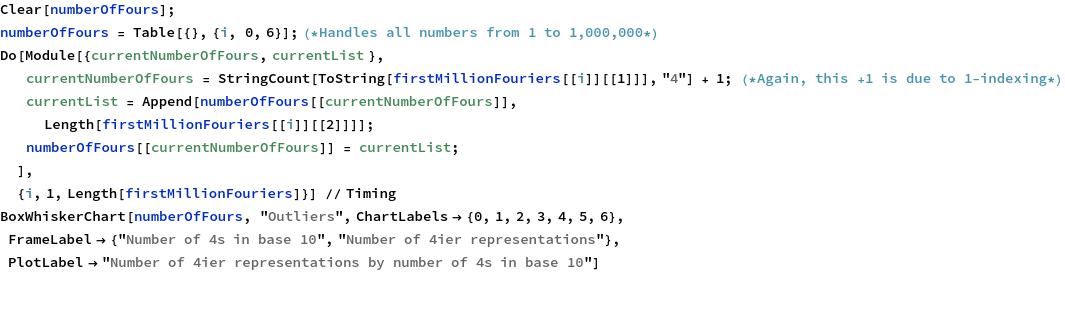 Clear[numberOfFours];
numberOfFours = Table[{}, {i, 0, 6}]; (*Handles all numbers from 1 to 1,000,000*)
Do[Module[{currentNumberOfFours, currentList },
currentNumberOfFours = StringCount[ToString[firstMillionFouriers[[i]][[1]]], "4"] + 1; (*Again, this +1 is due to 1-indexing*)
currentList = Append[numberOfFours[[currentNumberOfFours]],
Length[firstMillionFouriers[[i]][[2]]]];
numberOfFours[[currentNumberOfFours]] = currentList;
],
{i, 1, Length[firstMillionFouriers]}] // Timing
BoxWhiskerChart[numberOfFours, "Outliers", ChartLabels → {0, 1, 2, 3, 4, 5, 6},
FrameLabel → {"Number of 4s in base 10", "Number of 4ier representations"},
PlotLabel → "Number of 4ier representations by number of 4s in base 10"]